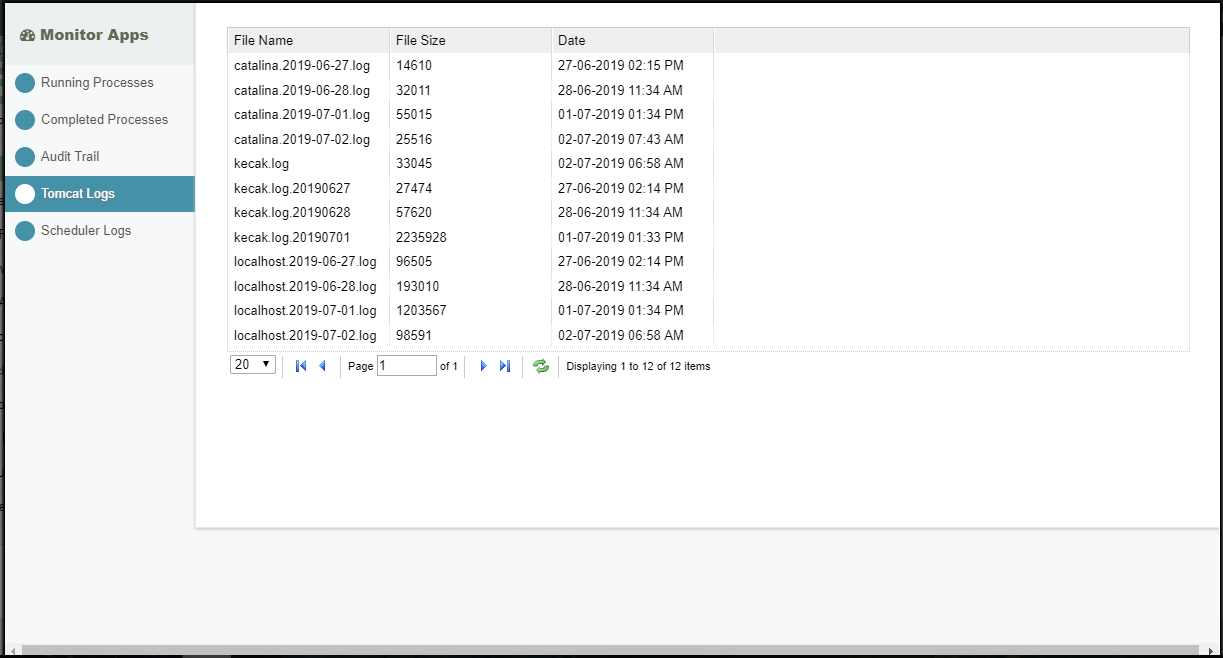 Monitor Apps
Running Processes
Completed Processes
Audit Trail
Tomcat Logs
Scheduler Logs
File Name File Size Date
catalina.2019-06-27.log 14610 27-06-2019 02:15 PM
catalina.2019-06-28.log 32011 28-06-2019 11:34 AM
catalina.2019-07-01.log 55015 01-07-2019 01:34 PM
catalina.2019-07-02.log 25516 02-07-2019 07:43 AM
kecak.log 33045 02-07-2019 06:58 AM
kecak.log.20190627 27474 27-06-2019 02:14 PM
kecak.log.20190628 57620 28-06-2019 11:34 AM
kecak.log.20190701 2235928 01-07-2019 01:33 PM
localhost.2019-06-27.log 96505 27-06-2019 02:14 PM
localhost.2019-06-28.log 193010 28-06-2019 11:34 AM
localhost.2019-07-01.log 1203567 01-07-2019 01:34 PM
localhost.2019-07-02.log 98591 02-07-2019 06:58 AM
20 Page 1 of 1 Displaying 1 to 12 of 12 items